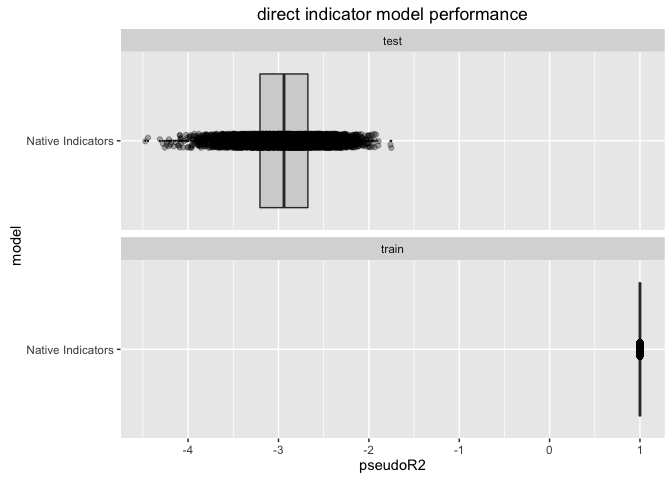 direct indicator model performance
test
Native Indicators
model
train
Native Indicators
-4 -3 -2 -1 0 1
pseudoR2